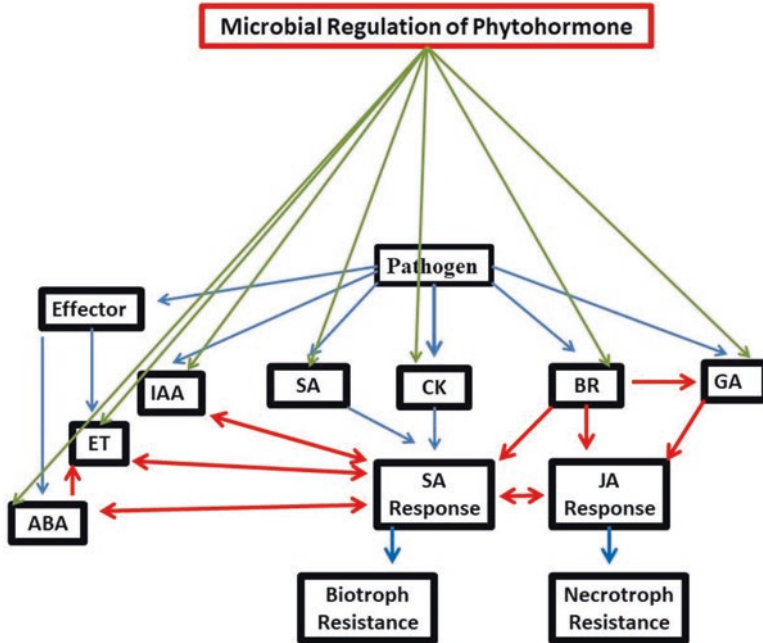 Microbial Regulation of Phytohormone
Pathogen
Effector
IAA
SA
CK
BR
GA
ET
SA
Response
JA
Response
ABA
Biotroph
Resistance
Necrotroph
Resistance